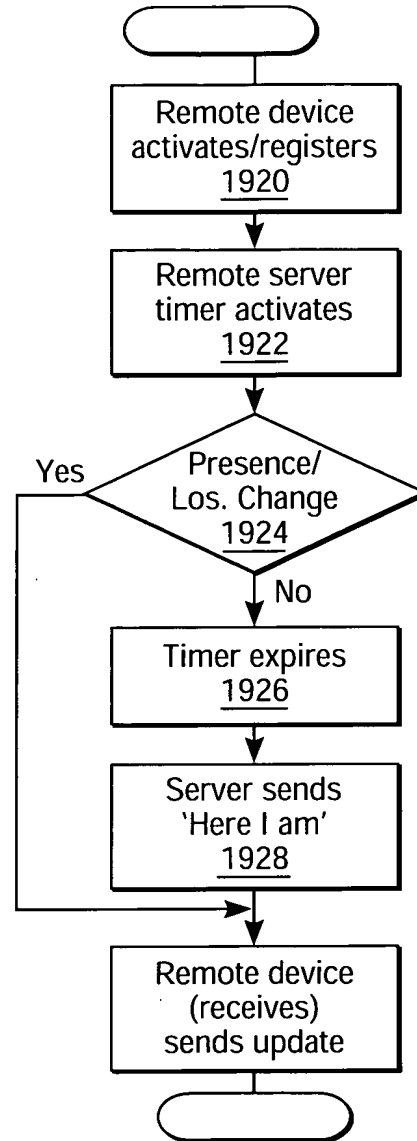 Remote device
activates/registers
1920
Remote server
timer activates
1922
Presence/
Los. Change
1924
Yes
No
Timer expires
1926
Server sends
'Here I am'
1928
Remote device
(receives)
sends update